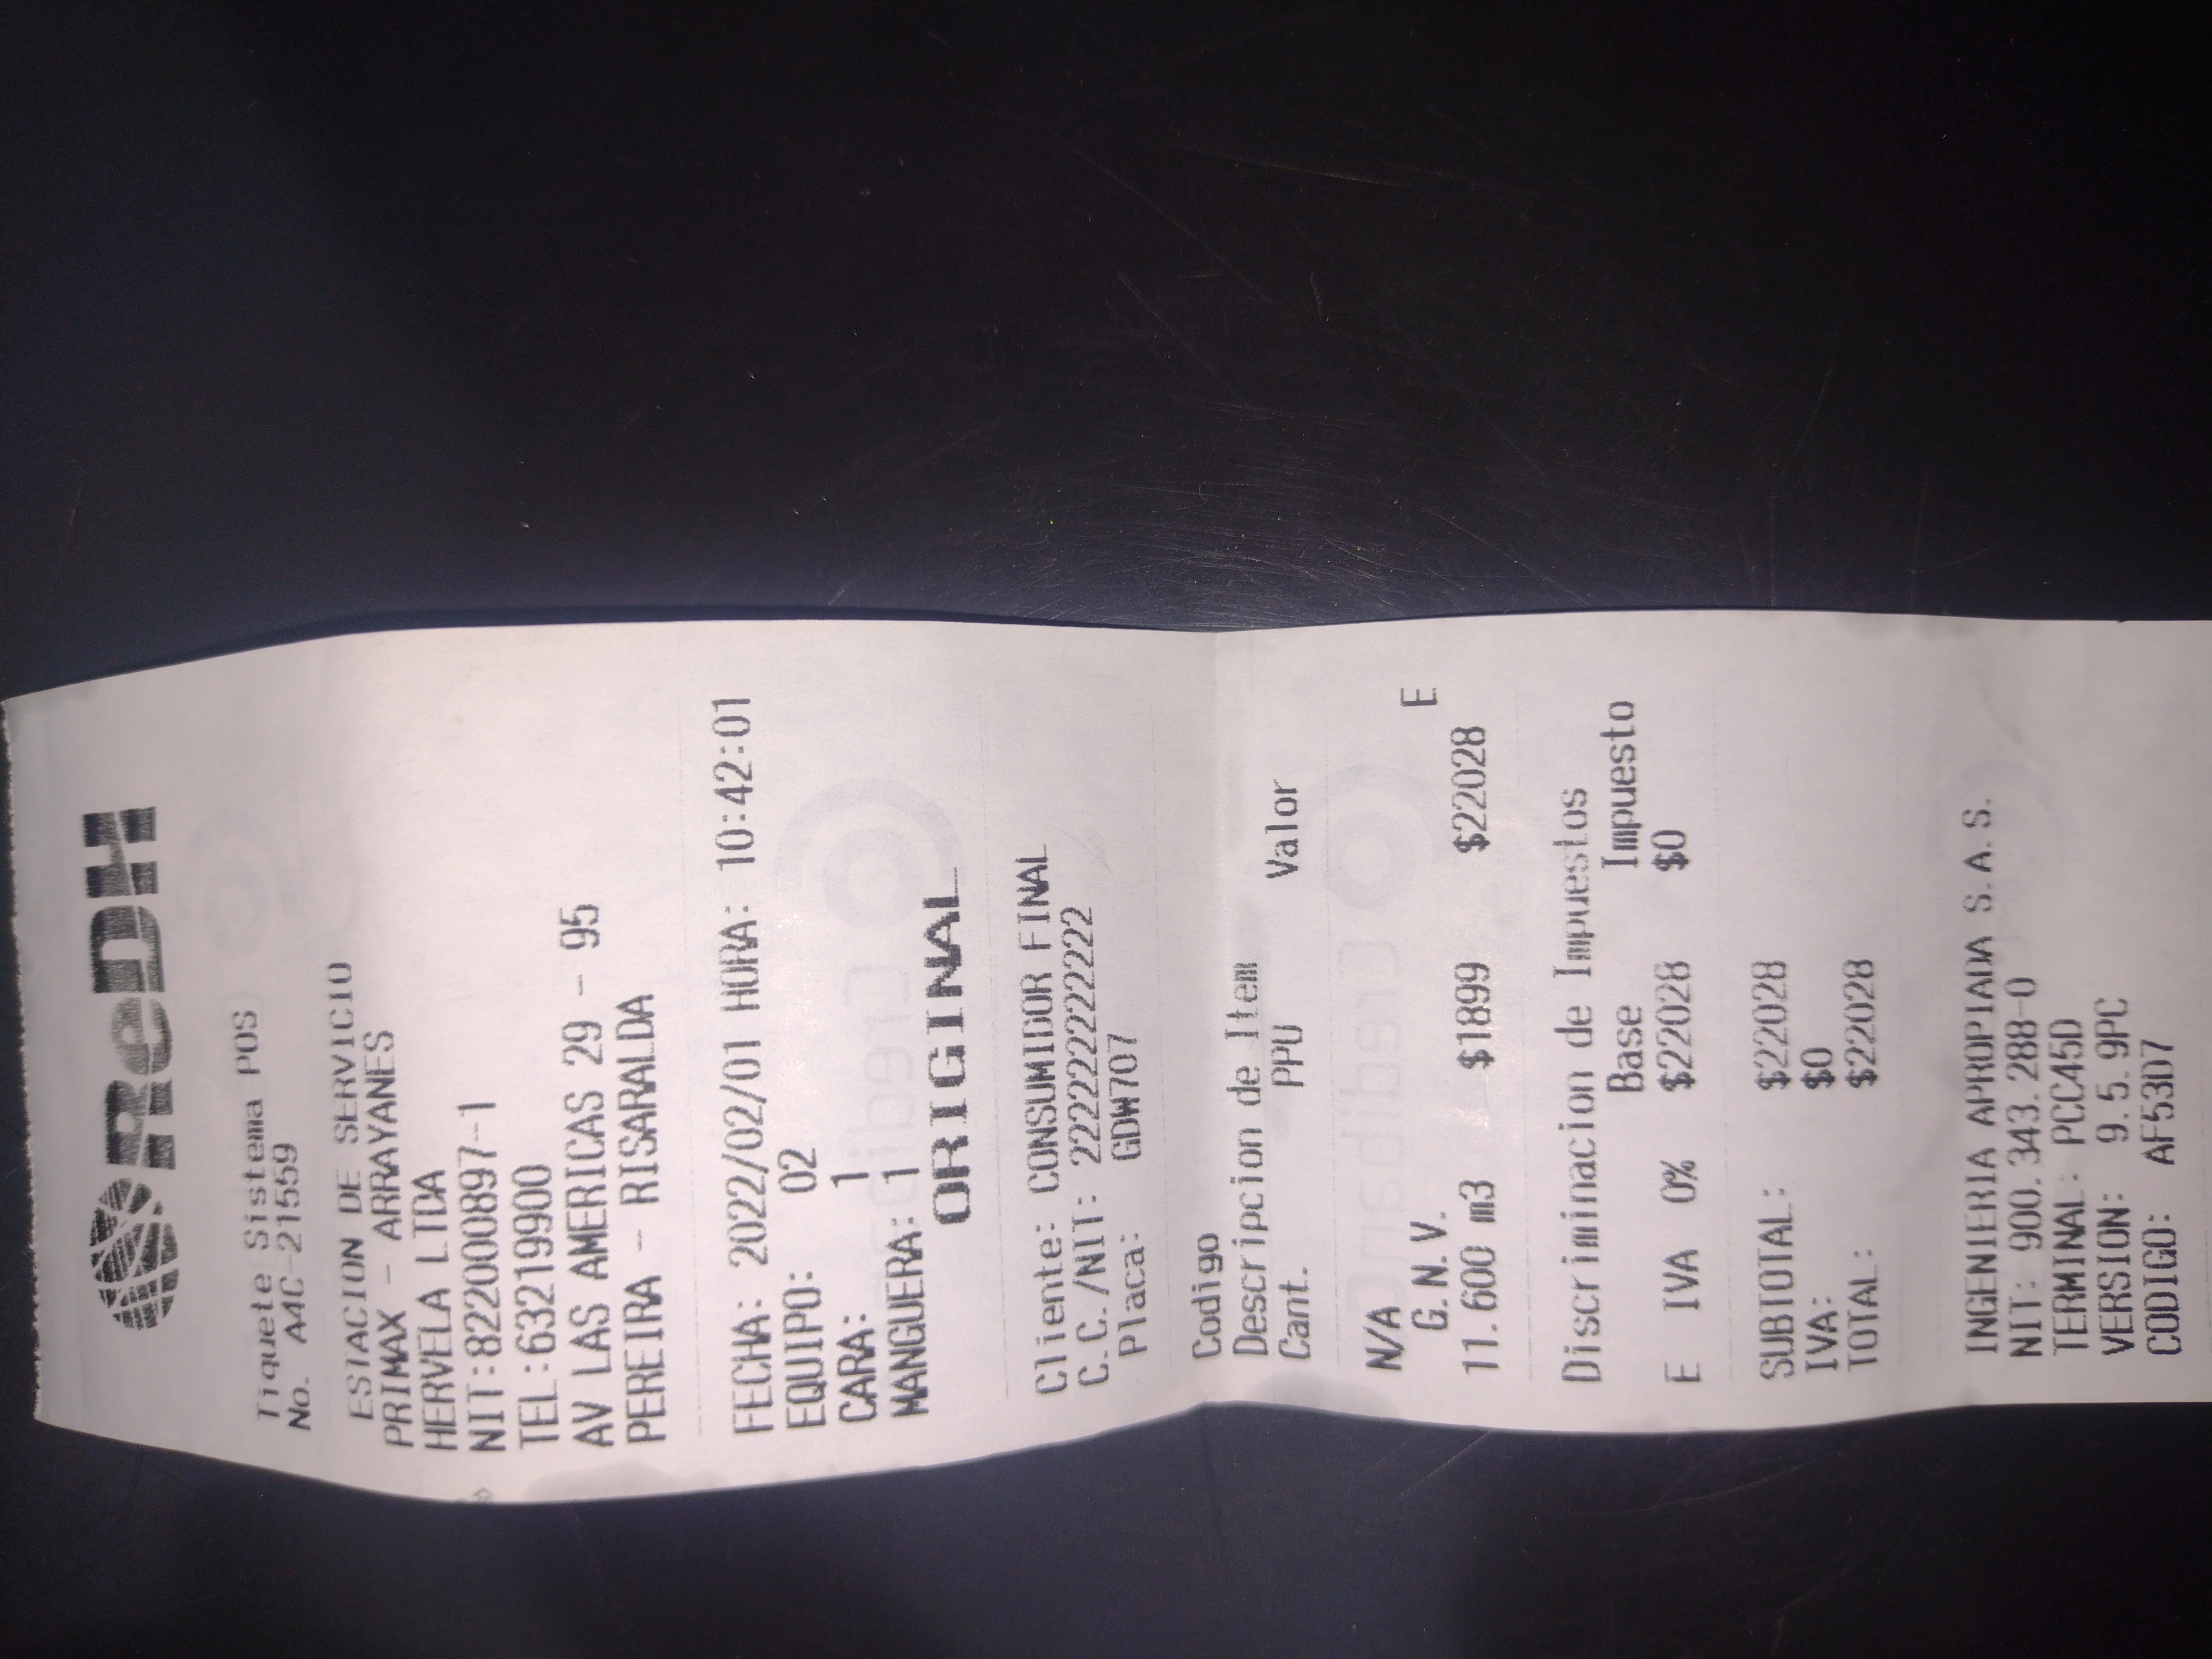 ReDH
Tiquete Sistema POS
No. A4C-21559
ESTACION DE SERVICIO
PRIMAX - ARRAYANES
HERVELA LTDA
NIT:822000897-1
TEL:63219900
AV LAS AMERICAS 29 - 95
PEREIRA - RISARALDA
FECHA: 2022/02/01 HORA: 10:42:01
EQUIPO: 02
CARA: 1
MANGUERA: 1
ORIGINAL
Cliente: CONSUMIDOR FINAL
C.C./NIT: 222222222222
Placa: GDW707
Codigo
Descripcion de Item
Cant. PPU Valor
N/A
G.N.V. E
11.600 m3 $1899 $22028
Discriminacion de Impuestos
Base Impuesto
E IVA 0% $22028 $0
SUBTOTAL: $22028
IVA: $0
TOTAL: $22028
INGENIERIA APROPIADA S.A.S.
NIT: 900.343.288-0
TERMINAL: PCC45D
VERSION: 9.5.9PC
CODIGO: AF53D7